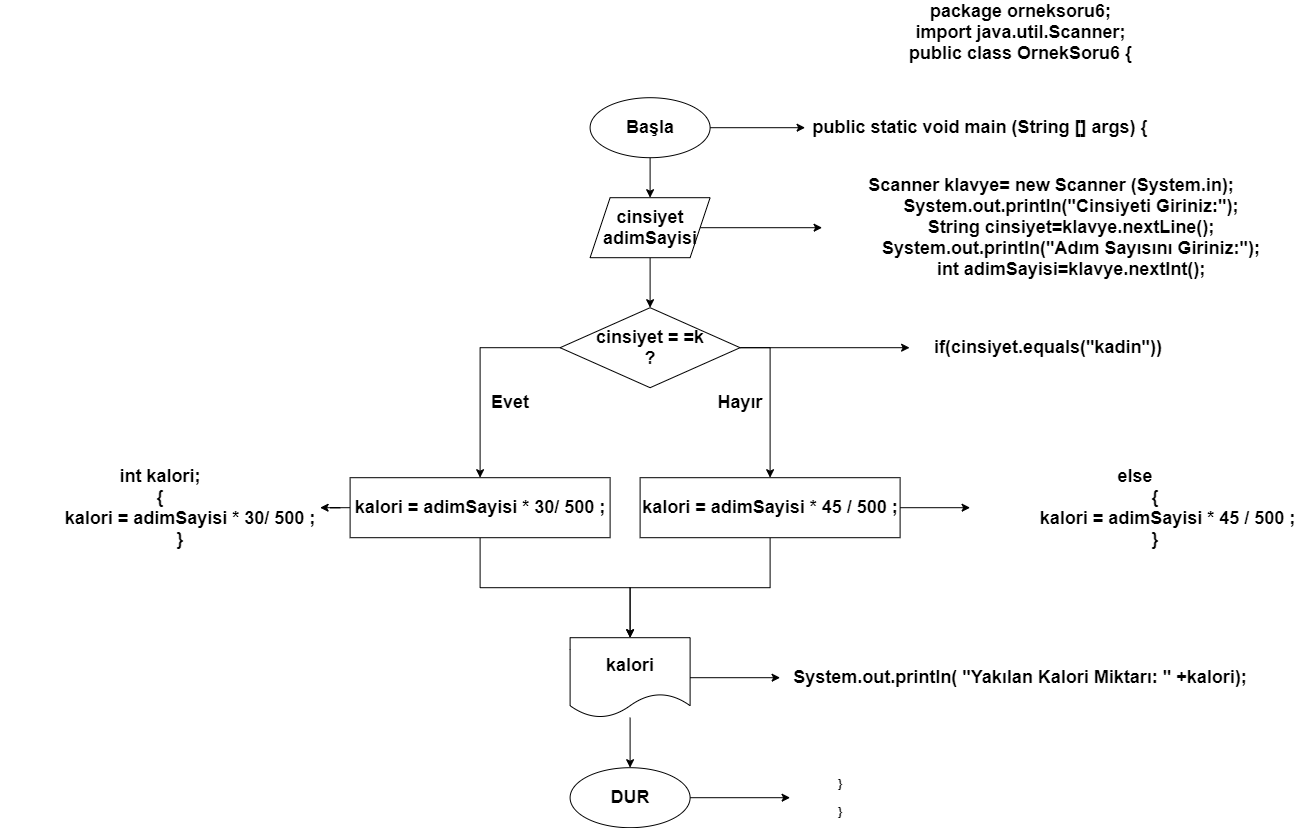 package orneksoru6;
import java.util.Scanner;
public class OrnekSoru6 {
Başla
public static void main (String [] args) {
cinsiyet
adimSayisi
Scanner klavye= new Scanner (System.in);
System.out.println("Cinsiyeti Giriniz:");
String cinsiyet=klavye.nextLine();
System.out.println("Adım Sayısını Giriniz:");
int adimSayisi=klavye.nextInt();
cinsiyet = =k
?
if(cinsiyet.equals("kadin"))
Evet
Hayır
int kalori;
{
kalori = adimSayisi * 30/ 500 ;
}
kalori = adimSayisi * 30/ 500 ;
kalori = adimSayisi * 45 / 500 ;
else
{
kalori = adimSayisi * 45 / 500 ;
}
kalori
System.out.println( "Yakılan Kalori Miktarı: " +kalori);
DUR
}
}